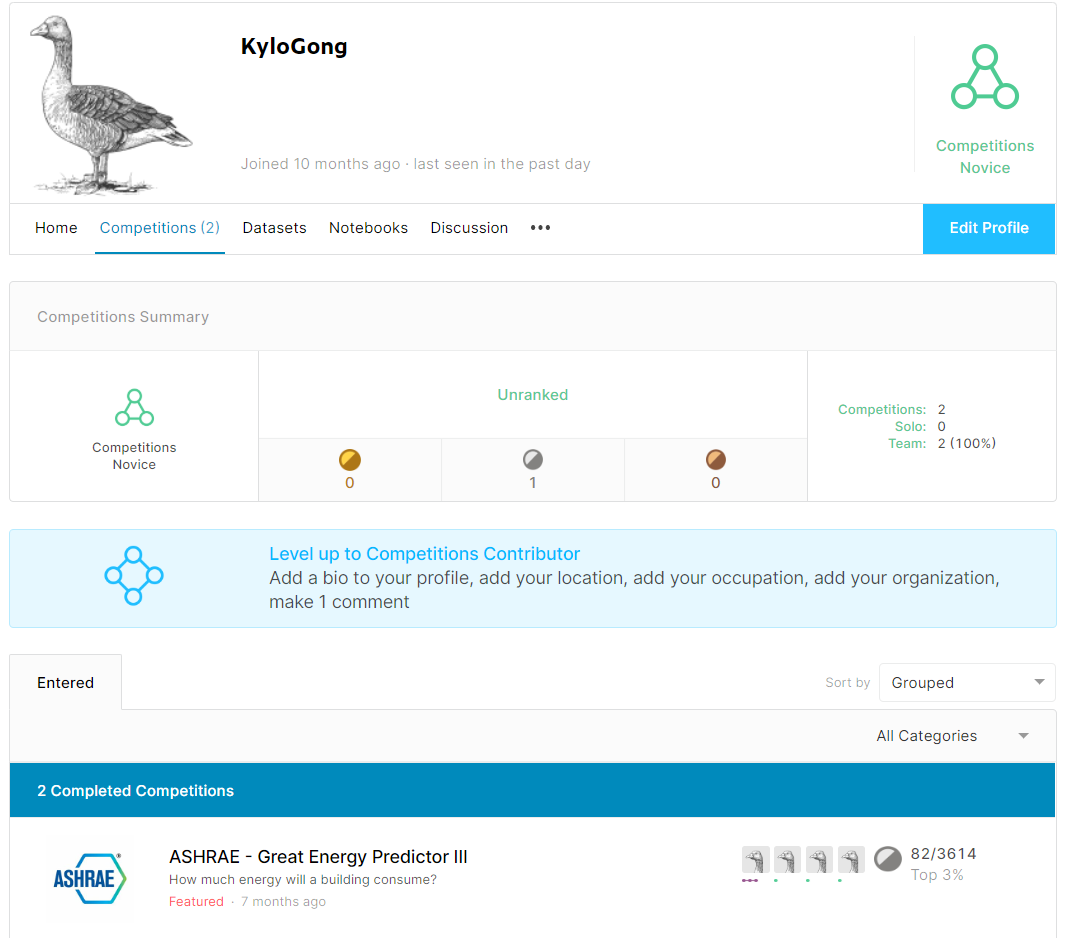 KyloGong
Joined 10 months ago · last seen in the past day
Competitions
Novice
Home Competitions (2) Datasets Notebooks Discussion •••
Edit Profile
Competitions Summary
Competitions
Novice
Unranked
0
1
0
Competitions: 2
Solo: 0
Team: 2 (100%)
Level up to Competitions Contributor
Add a bio to your profile, add your location, add your occupation, add your organization,
make 1 comment
Entered
Sort by Grouped
All Categories
2 Completed Competitions
ASHRAE
ASHRAE - Great Energy Predictor III
How much energy will a building consume?
Featured · 7 months ago
82/3614
Top 3%